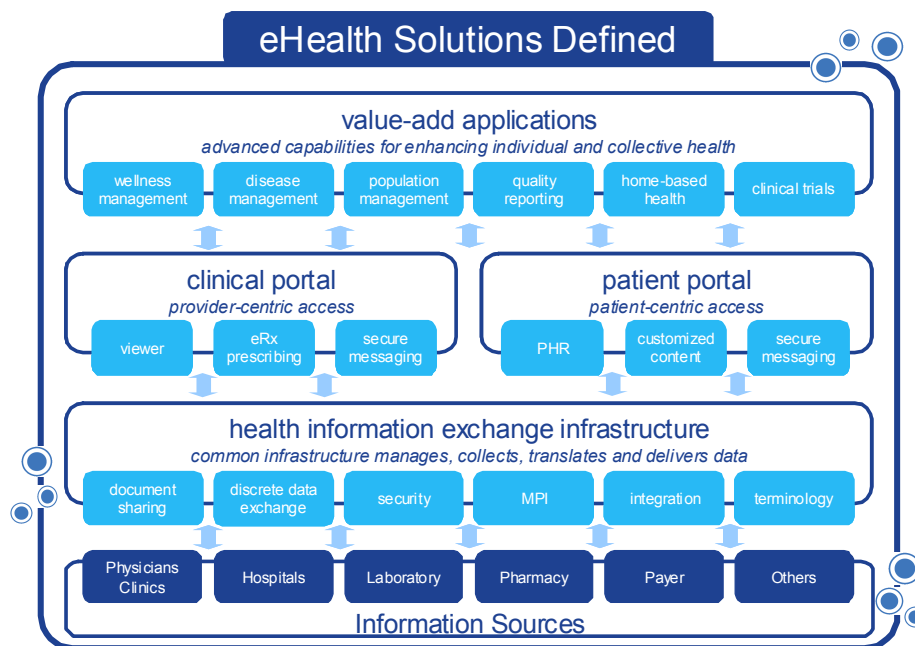 eHealth Solutions Defined
value-add applications
advanced capabilities for enhancing individual and collective health
wellness
management
disease
management
population
management
quality
reporting
home-based
health
clinical trials
clinical portal
provider-centric access
viewer
eRx
prescribing
secure
messaging
patient portal
patient-centric access
PHR
customized
content
secure
messaging
health information exchange infrastructure
common infrastructure manages, collects, translates and delivers data
document
sharing
discrete data
exchange
security
MPI
integration
terminology
Physicians
Clinics
Hospitals
Laboratory
Pharmacy
Payer
Others
Information Sources